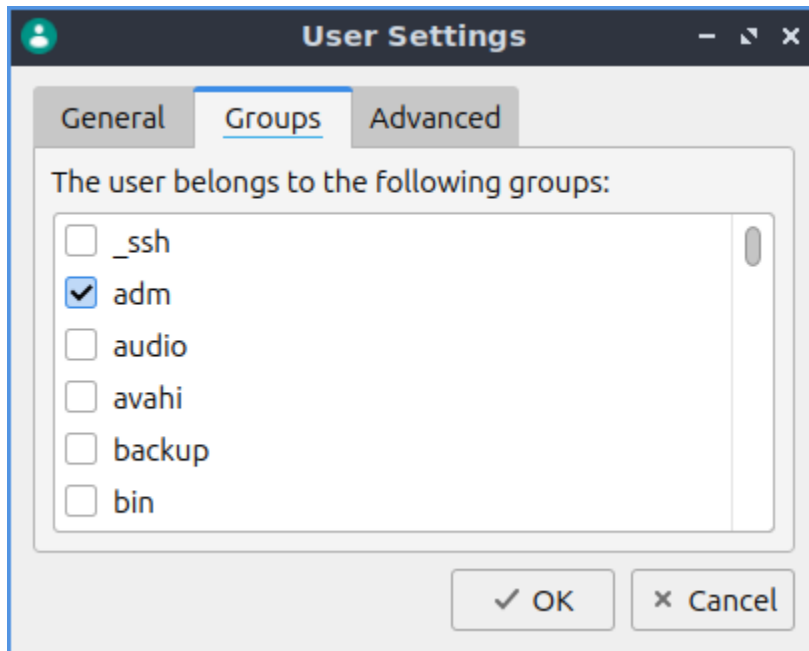 User Settings
General Groups Advanced
The user belongs to the following groups:
_ssh
adm
audio
avahi
backup
bin
OK Cancel